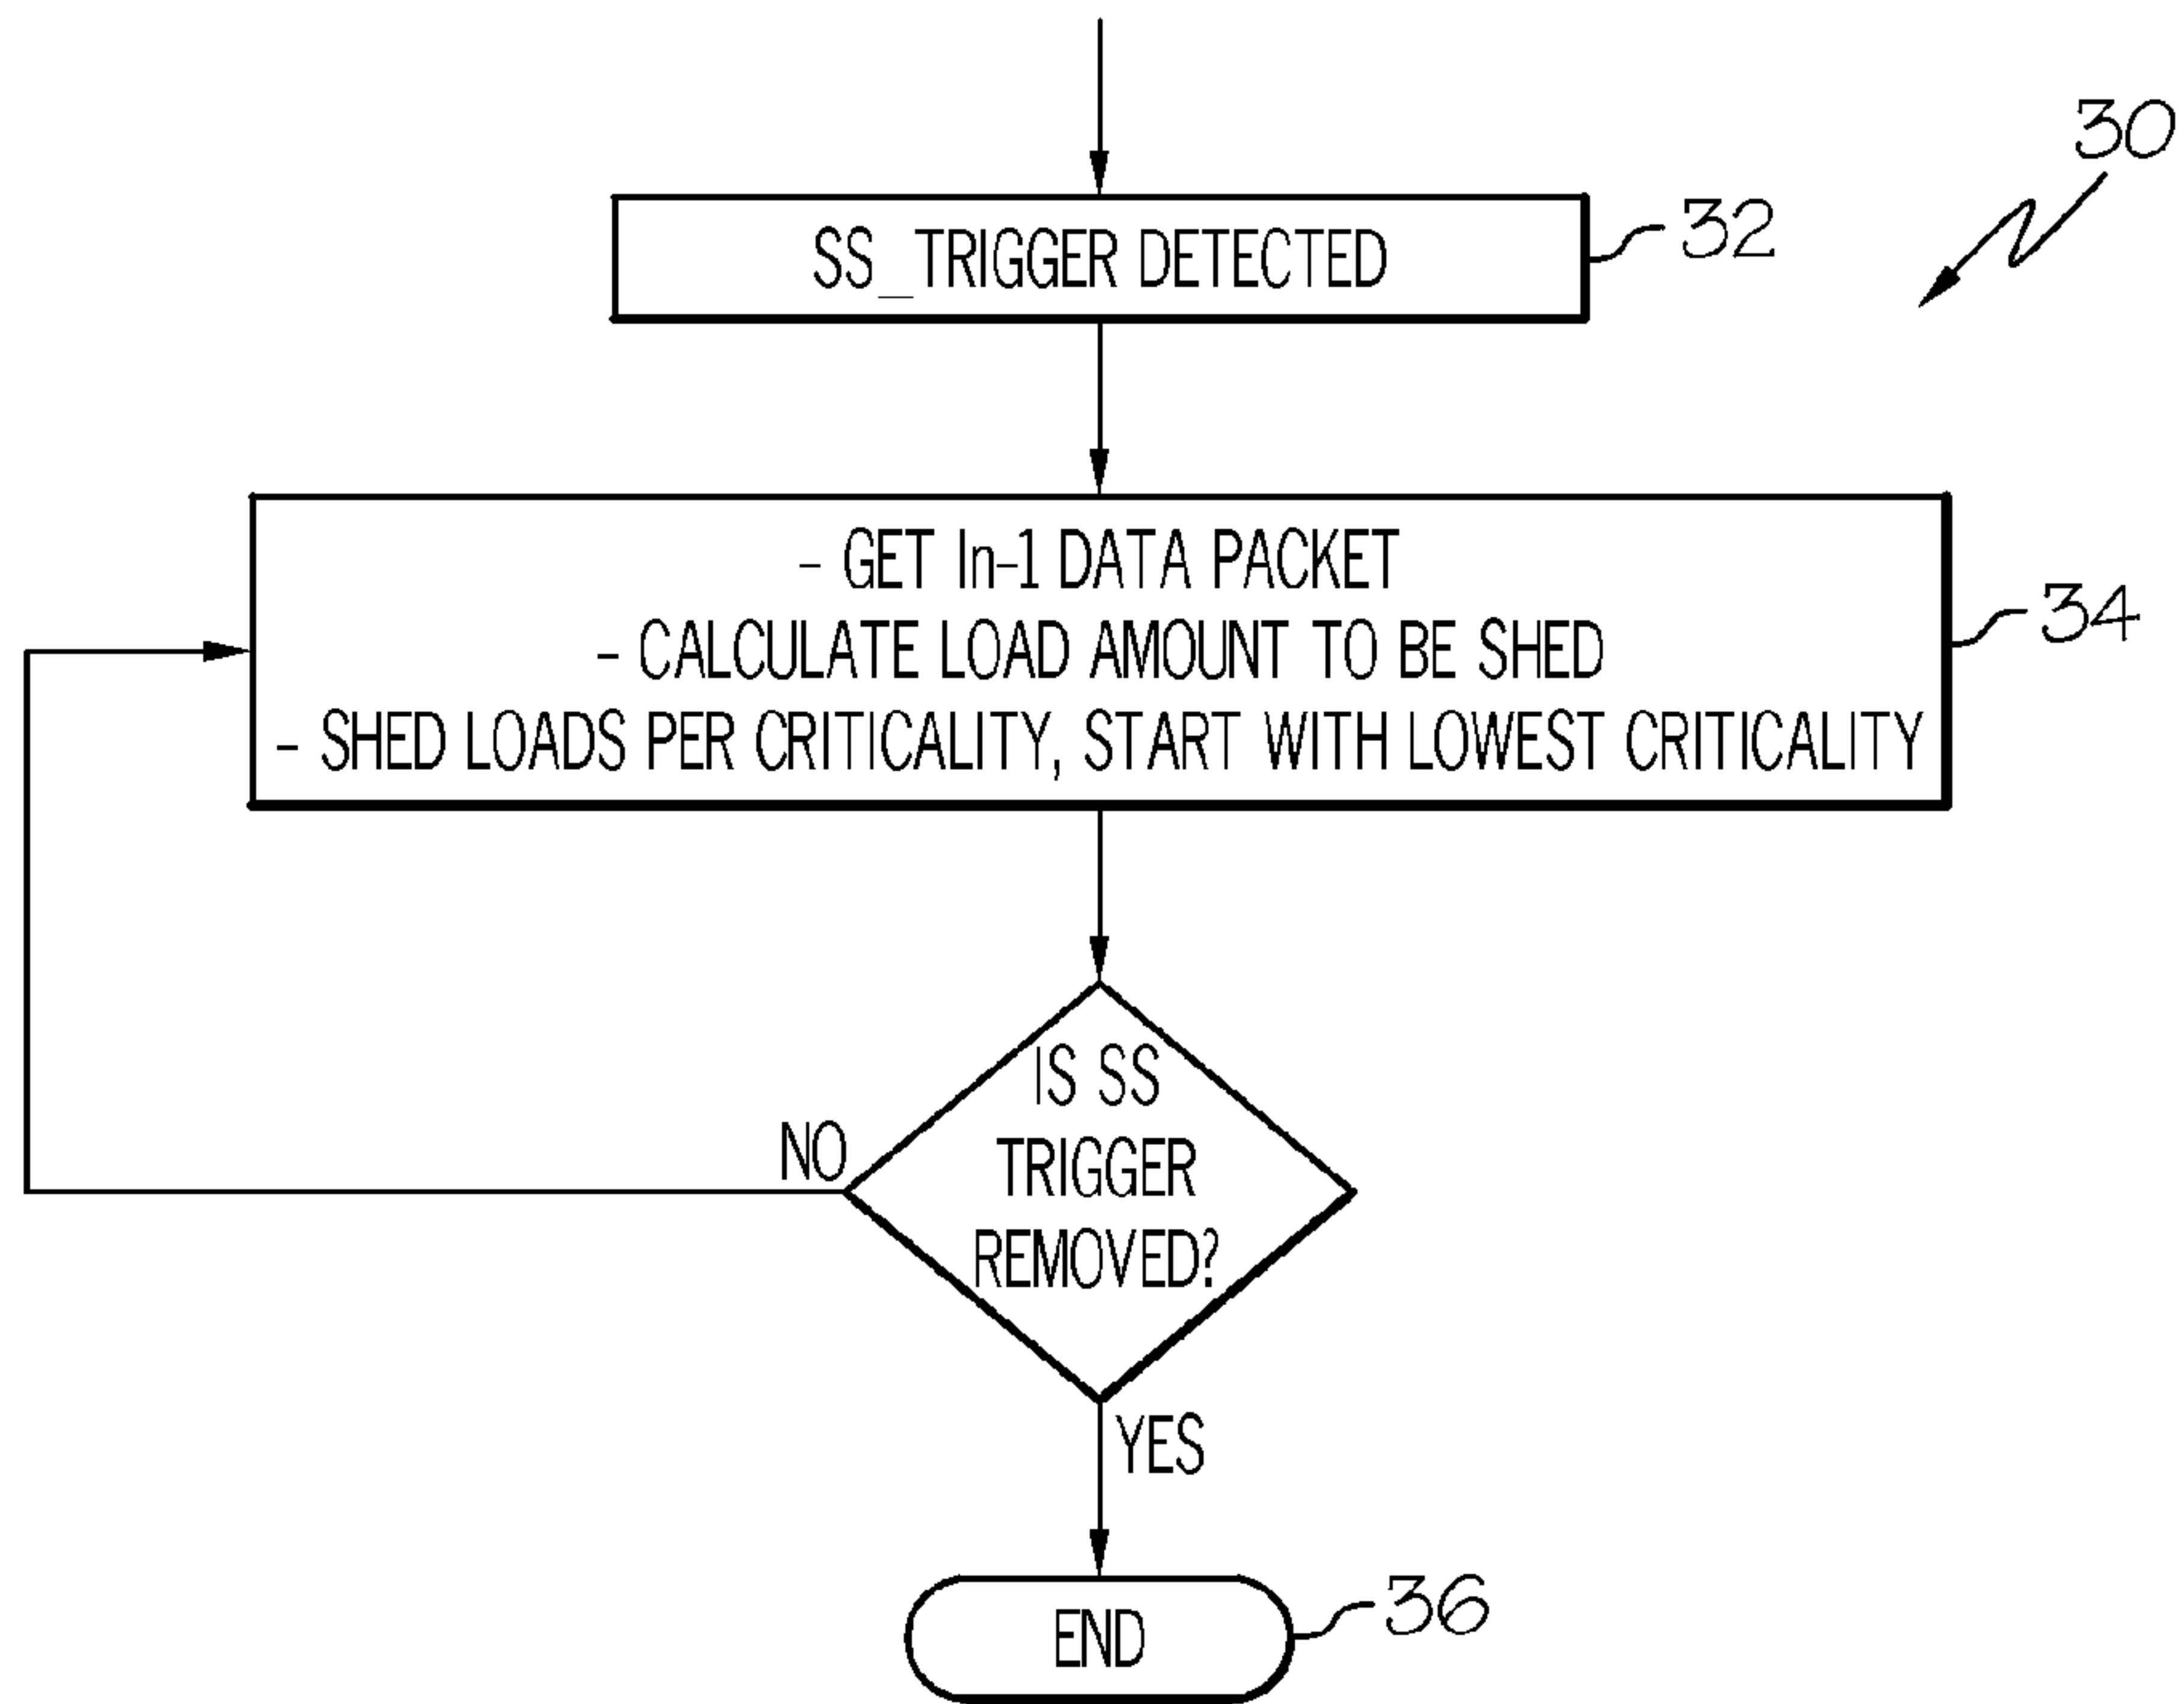 30
SS_TRIGGER DETECTED
32
- GET In-1 DATA PACKET
- CALCULATE LOAD AMOUNT TO BE SHED
- SHED LOADS PER CRITICALITY, START WITH LOWEST CRITICALITY
34
IS SS
TRIGGER
REMOVED?
NO
YES
END
36